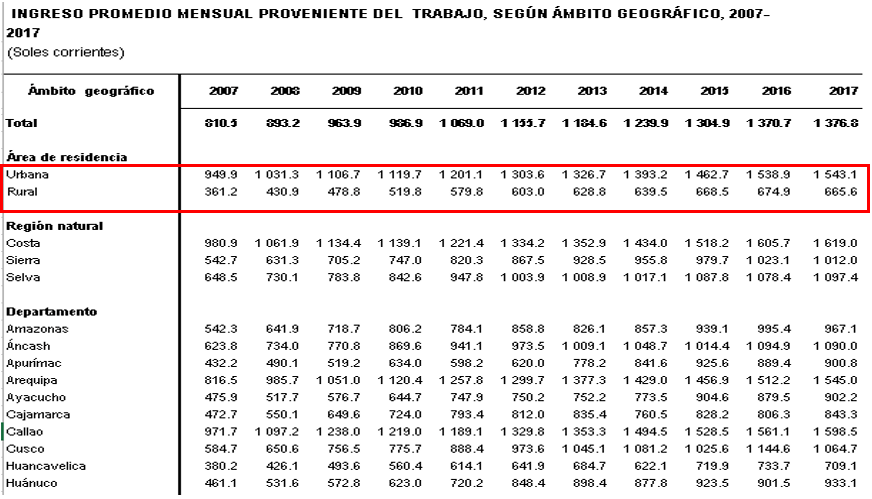 INGRESO PROMEDIO MENSUAL PROVENIENTE DEL TRABAJO, SEGÚN ÁMBITO GEOGRÁFICO, 2007-
2017
(Soles corrientes)
Ámbito geográfico 2007 2008 2009 2010 2011 2012 2013 2014 2015 2016 2017
Total 810.5 893.2 963.9 986.9 1 069.0 1 155.7 1 184.6 1 239.9 1 304.9 1 370.7 1 376.8
Área de residencia
Urbana 949.9 1 031.3 1 106.7 1 119.7 1 201.1 1 303.6 1 326.7 1 393.2 1 462.7 1 538.9 1 543.1
Rural 361.2 430.9 478.8 519.8 579.8 603.0 628.8 639.5 668.5 674.9 665.6
Región natural
Costa 980.9 1 061.9 1 134.4 1 139.1 1 221.4 1 334.2 1 352.9 1 434.0 1 518.2 1 605.7 1 619.0
Sierra 542.7 631.3 705.2 747.0 820.3 867.5 928.5 955.8 979.7 1 023.1 1 012.0
Selva 648.5 730.1 783.8 842.6 947.8 1 003.9 1 008.9 1 017.1 1 087.8 1 078.4 1 097.4
Departamento
Amazonas 542.3 641.9 718.7 806.2 784.1 858.8 826.1 857.3 939.1 995.4 967.1
Áncash 623.8 734.0 770.8 869.6 941.1 973.5 1 009.1 1 048.7 1 014.4 1 094.9 1 090.0
Apurímac 432.2 490.1 519.2 634.0 598.2 620.0 778.2 841.6 925.6 889.4 900.8
Arequipa 816.5 985.7 1 051.0 1 120.4 1 257.8 1 299.7 1 377.3 1 429.0 1 456.9 1 512.2 1 545.0
Ayacucho 475.9 517.7 576.7 644.7 747.9 750.2 752.2 773.5 904.6 879.5 902.2
Cajamarca 472.7 550.1 649.6 724.0 793.4 812.0 835.4 760.5 828.2 806.3 843.3
Callao 971.7 1 097.2 1 238.0 1 219.0 1 189.1 1 329.8 1 353.3 1 494.5 1 528.5 1 561.1 1 598.5
Cusco 584.7 650.6 756.5 775.7 888.4 973.6 1 045.1 1 081.2 1 025.6 1 144.6 1 064.7
Huancavelica 380.2 426.1 493.6 560.4 614.1 641.9 684.7 622.1 719.9 733.7 709.1
Huánuco 461.1 531.6 572.8 623.0 720.2 848.4 898.4 877.8 923.5 901.5 933.1